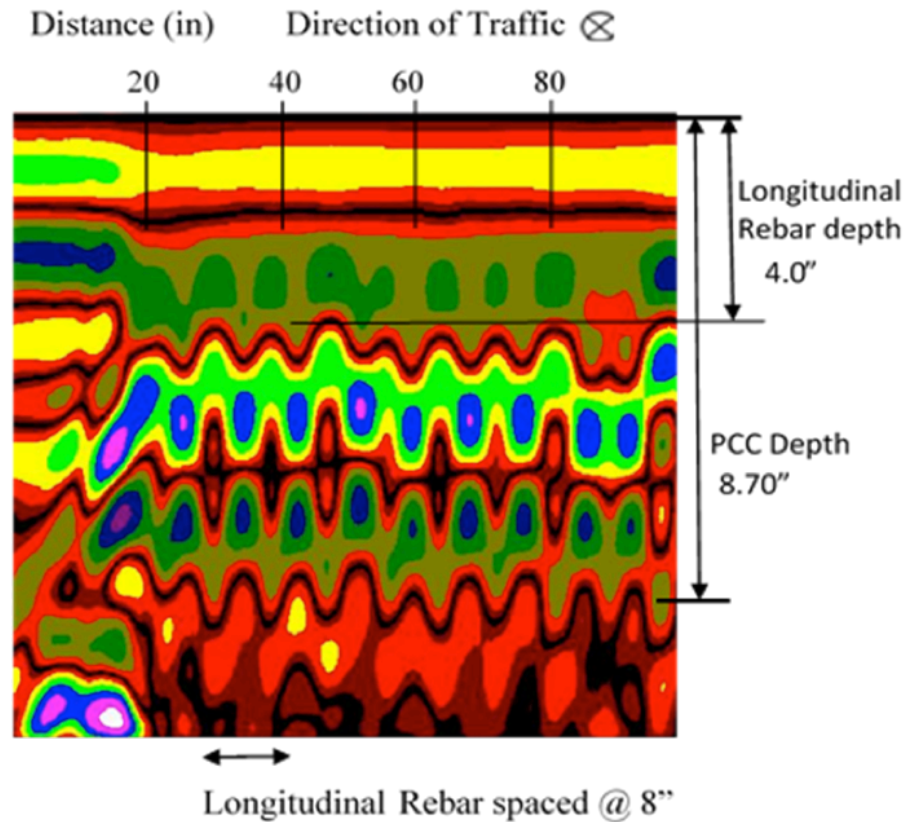 Distance (in) Direction of Traffic ⊗
20 40 60 80
Longitudinal
Rebar depth
4.0”
PCC Depth
8.70”
Longitudinal Rebar spaced @ 8”